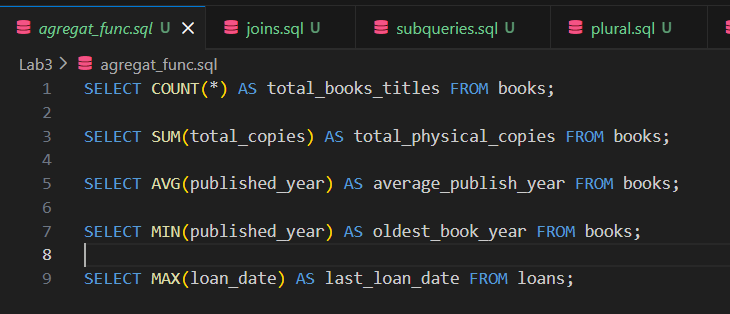 agregat_func.sql U joins.sql U subqueries.sql U plural.sql U
Lab3 > agregat_func.sql
1 SELECT COUNT(*) AS total_books_titles FROM books;
2
3 SELECT SUM(total_copies) AS total_physical_copies FROM books;
4
5 SELECT AVG(published_year) AS average_publish_year FROM books;
6
7 SELECT MIN(published_year) AS oldest_book_year FROM books;
8
9 SELECT MAX(loan_date) AS last_loan_date FROM loans;